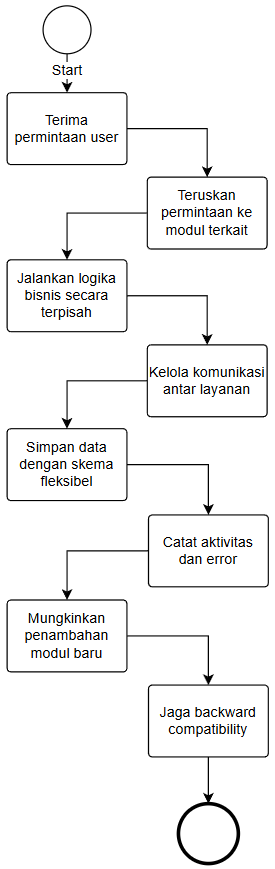 Start
Terima
permintaan user
Teruskan
permintaan ke
modul terkait
Jalankan logika
bisnis secara
terpisah
Kelola komunikasi
antar layanan
Simpan data
dengan skema
fleksibel
Catat aktivitas
dan error
Mungkinkan
penambahan
modul baru
Jaga backward
compatibility